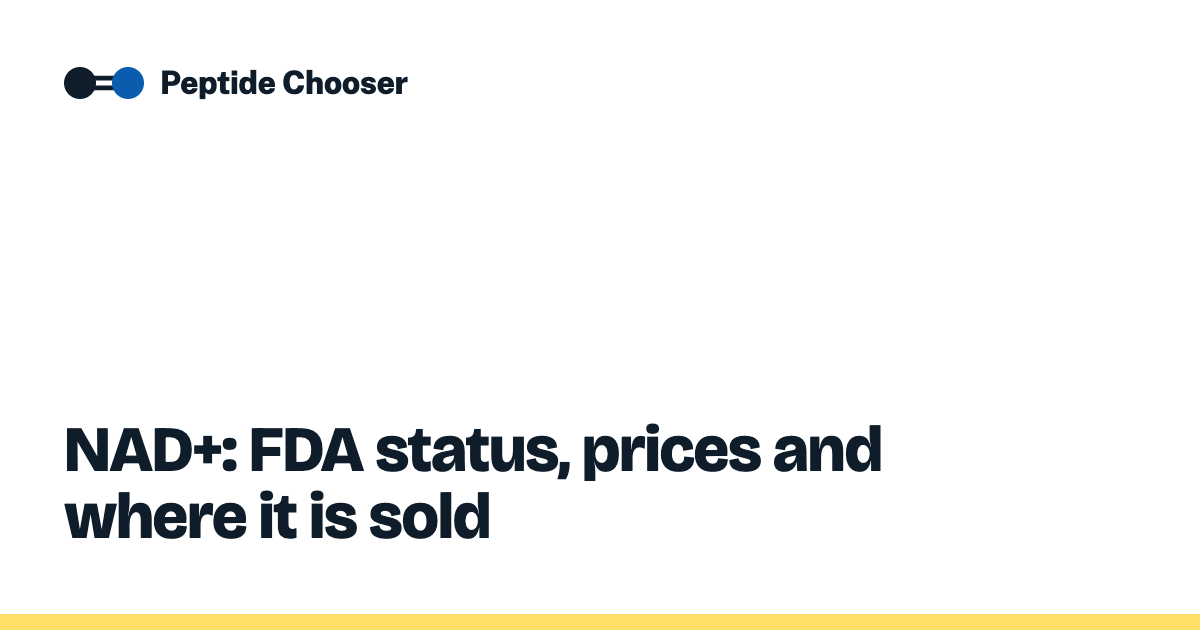 Peptide Chooser
NAD+: FDA status, prices and
where it is sold